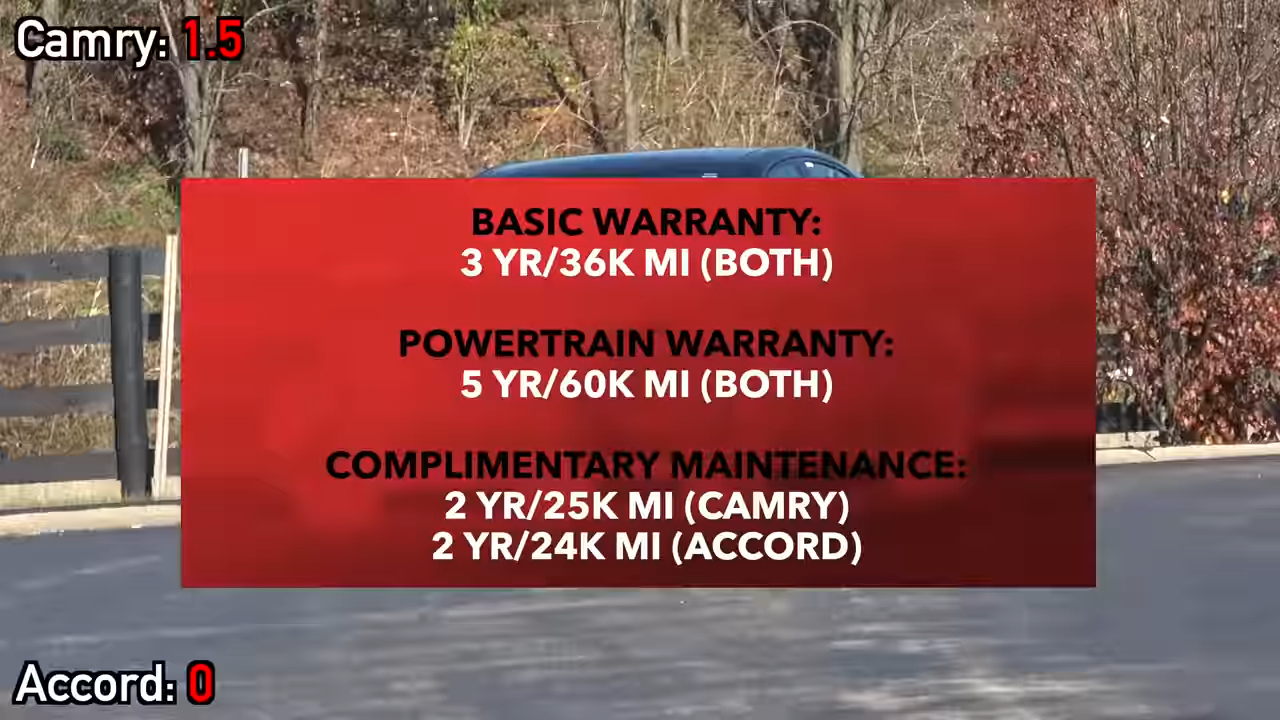 Camry: 1.5
BASIC WARRANTY:
3 YR/36K MI (BOTH)
POWERTRAIN WARRANTY:
5 YR/60K MI (BOTH)
COMPLIMENTARY MAINTENANCE:
2 YR/25K MI (CAMRY)
2 YR/24K MI (ACCORD)
Accord: 0